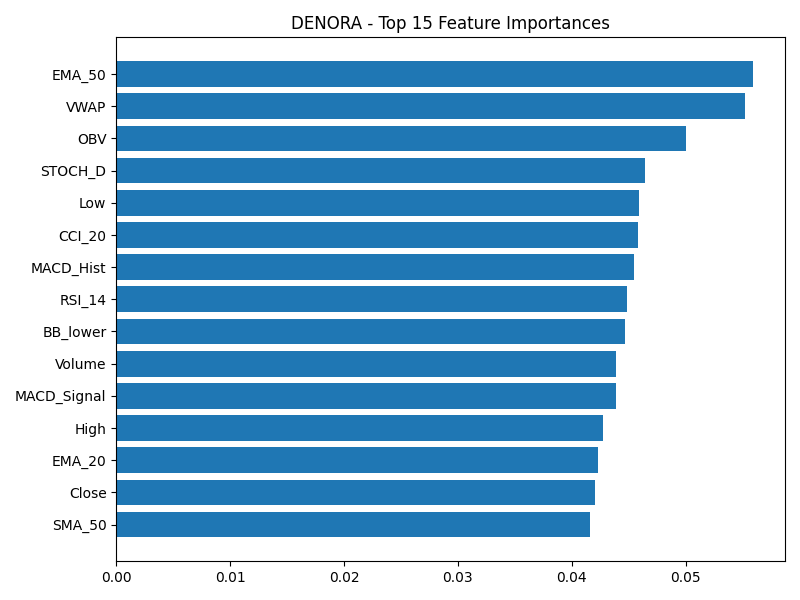 DENORA - Top 15 Feature Importances
EMA_50
VWAP
OBV
STOCH_D
Low
CCI_20
MACD_Hist
RSI_14
BB_lower
Volume
MACD_Signal
High
EMA_20
Close
SMA_50
0.00 0.01 0.02 0.03 0.04 0.05